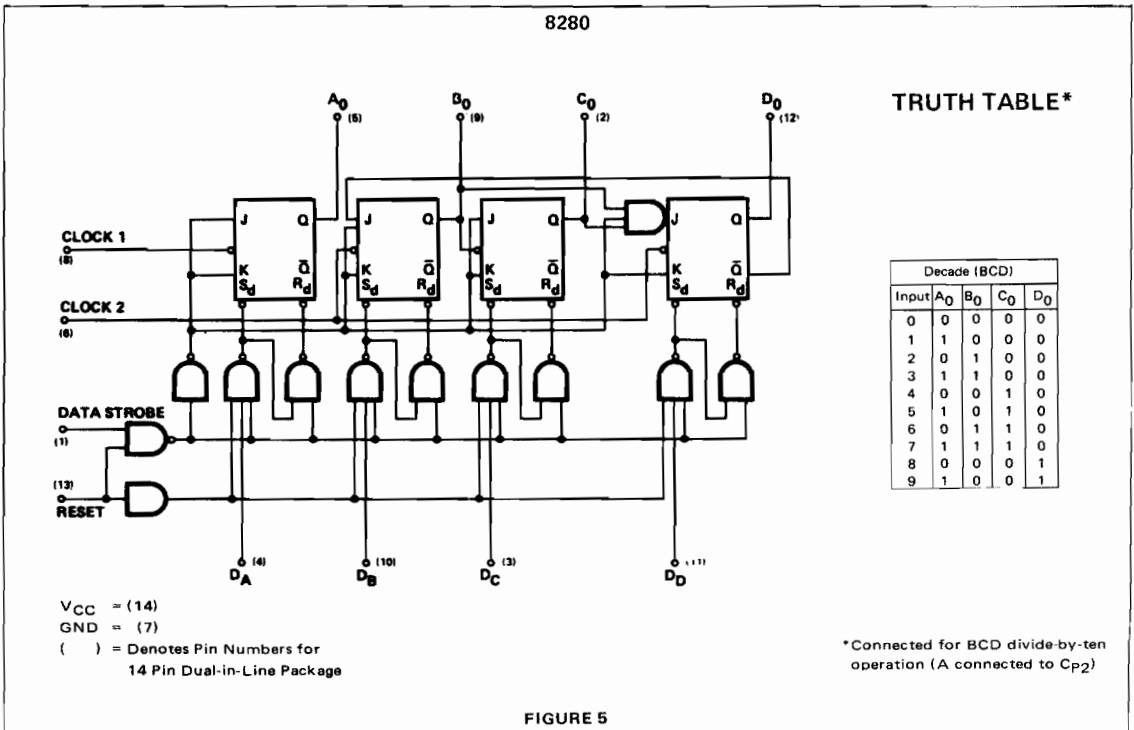 8280
A0 (5)
B0 (9)
C0 (2)
D0 (12)
TRUTH TABLE*
J Q
J Q
J Q
J Q
CLOCK 1
(8)
K Q̅
Sd Rd
K Q̅
Sd Rd
K Q̅
Sd Rd
K Q̅
Sd Rd
CLOCK 2
(6)
DATA STROBE
(1)
(13)
RESET
DA (4)
DB (10)
DC (3)
DD
Decade (BCD)
Input A0 B0 C0 D0
0 0 0 0 0
1 1 0 0 0
2 0 1 0 0
3 1 1 0 0
4 0 0 1 0
5 1 0 1 0
6 0 1 1 0
7 1 1 1 0
8 0 0 0 1
9 1 0 0 1
VCC = (14)
GND = (7)
( ) = Denotes Pin Numbers for
14 Pin Dual-in-Line Package
*Connected for BCD divide-by-ten
operation (A connected to CP2)
FIGURE 5